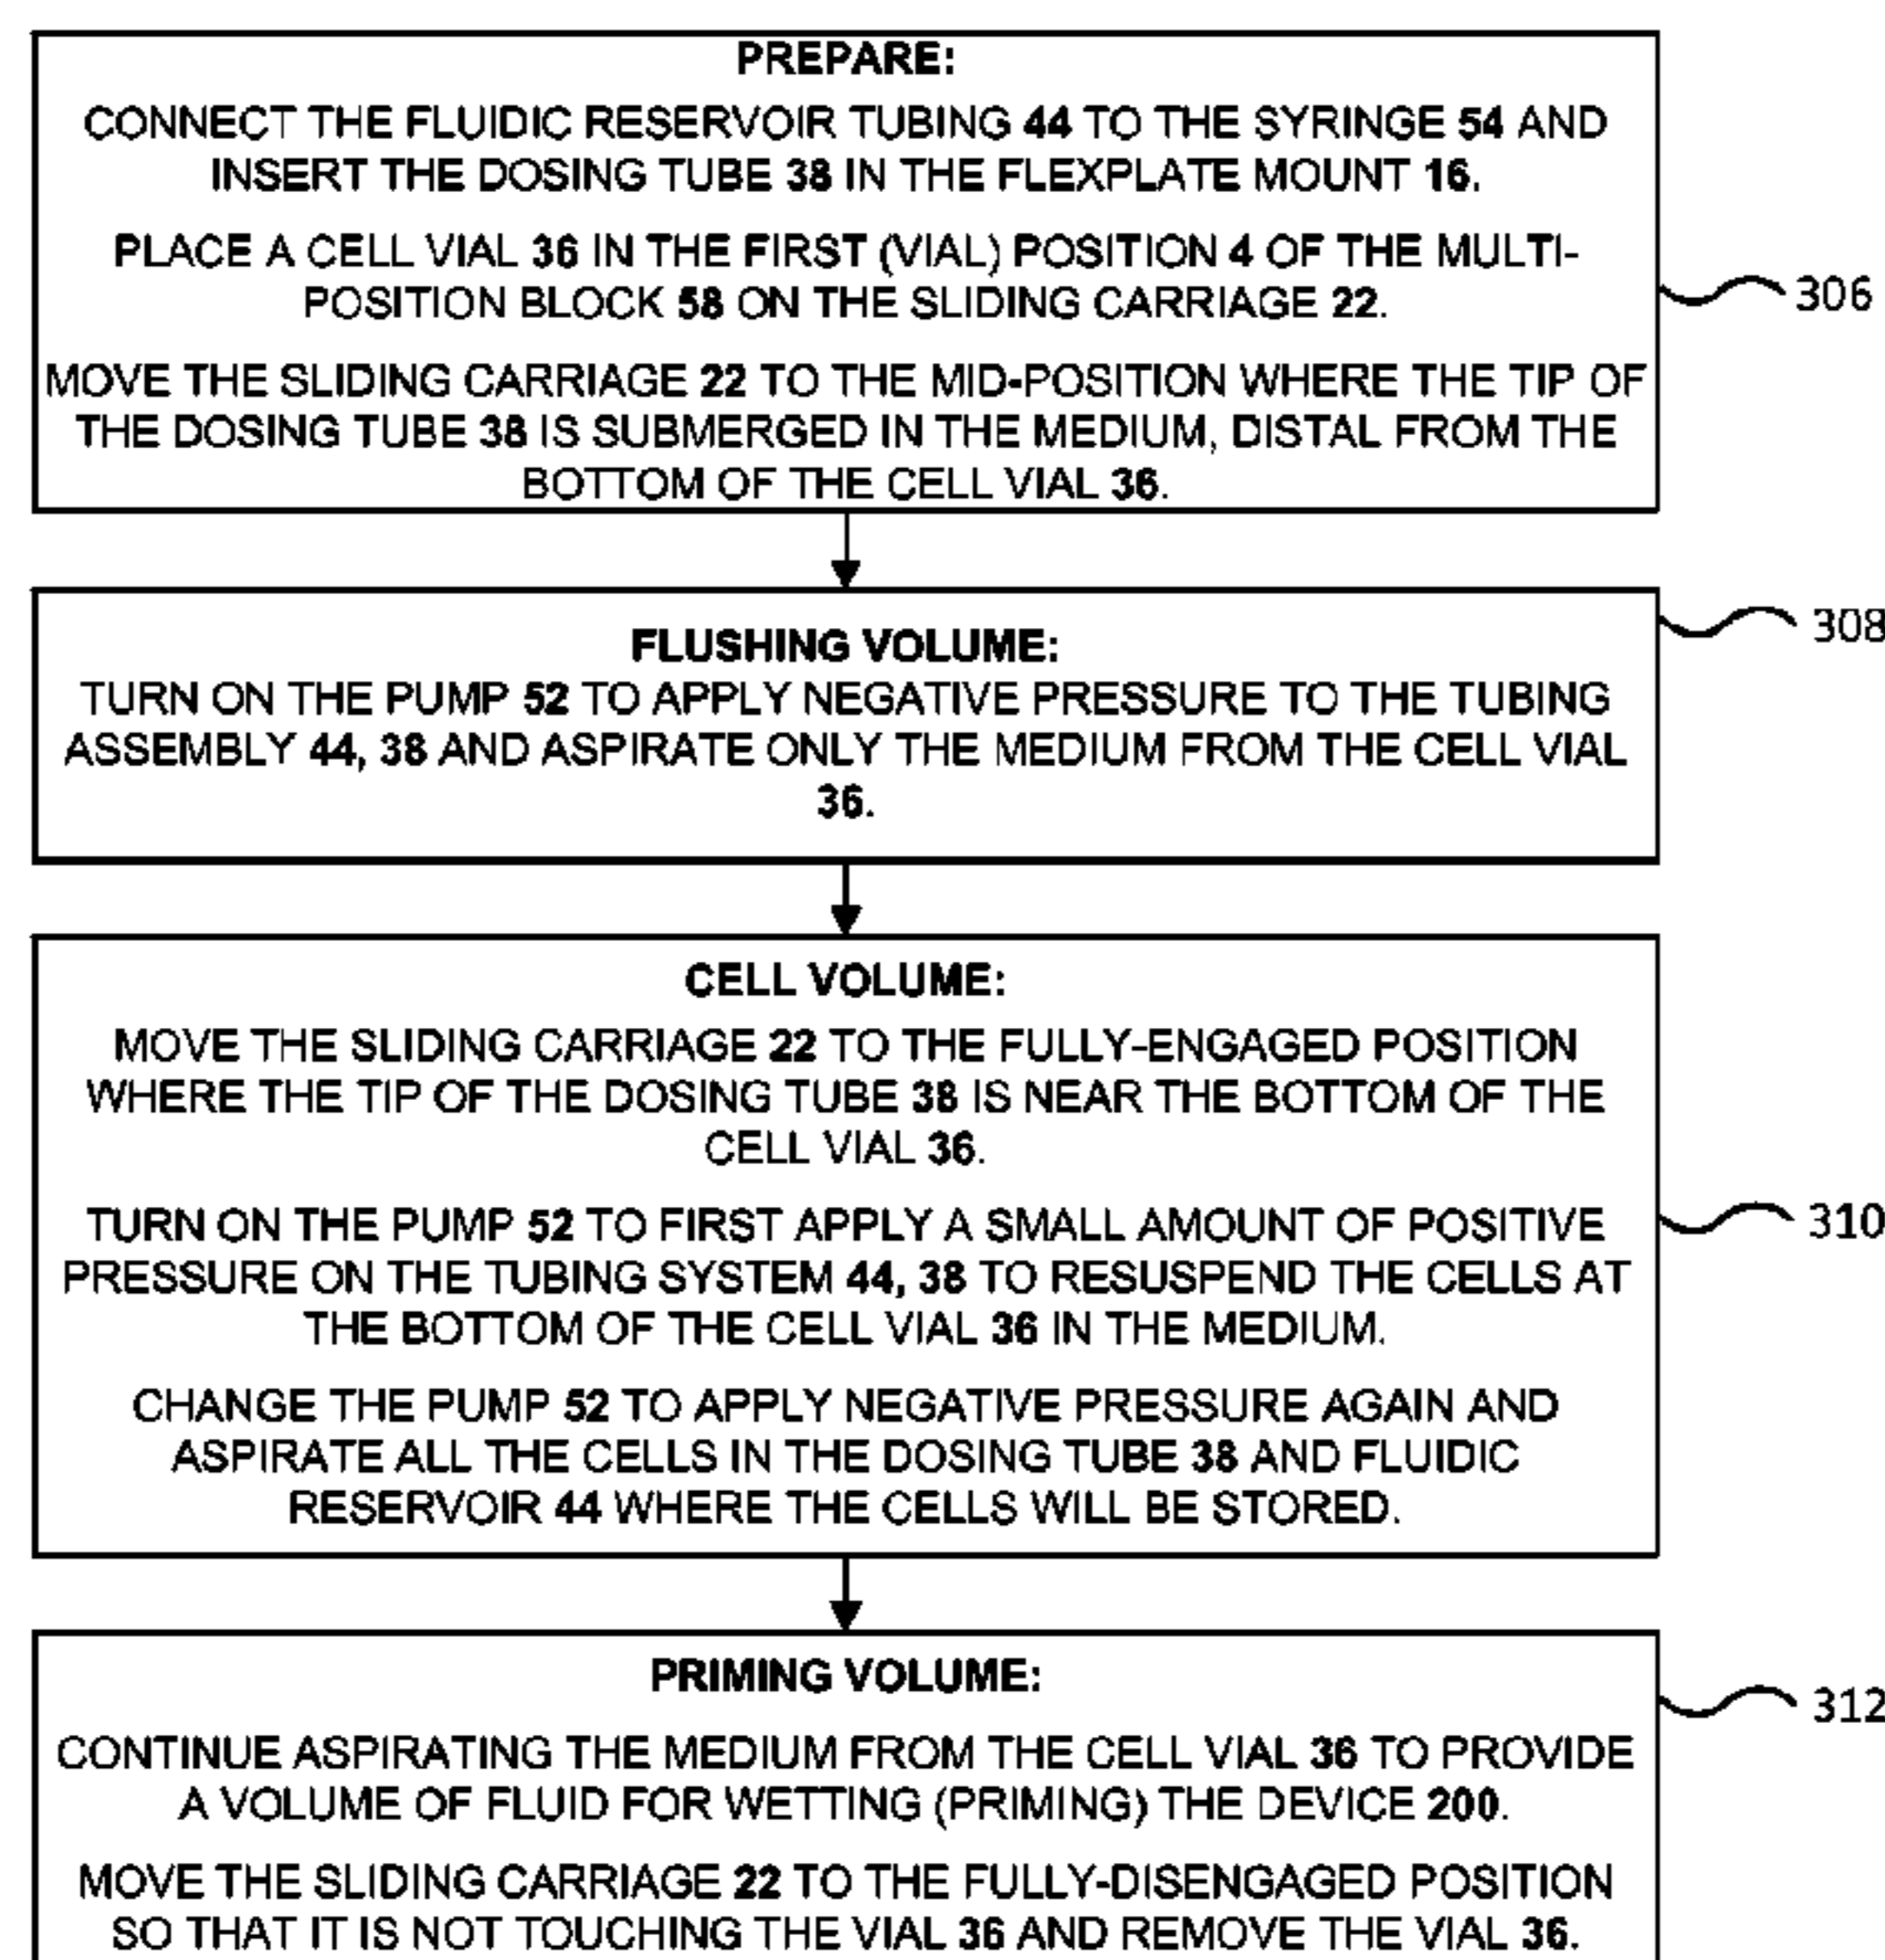 PREPARE:
CONNECT THE FLUIDIC RESERVOIR TUBING 44 TO THE SYRINGE 54 AND
INSERT THE DOSING TUBE 38 IN THE FLEXPLATE MOUNT 16.
PLACE A CELL VIAL 36 IN THE FIRST (VIAL) POSITION 4 OF THE MULTI-
POSITION BLOCK 58 ON THE SLIDING CARRIAGE 22.
306
MOVE THE SLIDING CARRIAGE 22 TO THE MID-POSITION WHERE THE TIP OF
THE DOSING TUBE 38 IS SUBMERGED IN THE MEDIUM, DISTAL FROM THE
BOTTOM OF THE CELL VIAL 36.
308
FLUSHING VOLUME:
TURN ON THE PUMP 52 TO APPLY NEGATIVE PRESSURE TO THE TUBING
ASSEMBLY 44, 38 AND ASPIRATE ONLY THE MEDIUM FROM THE CELL VIAL
36.
CELL VOLUME:
MOVE THE SLIDING CARRIAGE 22 TO THE FULLY-ENGAGED POSITION
WHERE THE TIP OF THE DOSING TUBE 38 IS NEAR THE BOTTOM OF THE
CELL VIAL 36.
TURN ON THE PUMP 52 TO FIRST APPLY A SMALL AMOUNT OF POSITIVE
310
PRESSURE ON THE TUBING SYSTEM 44, 38 TO RESUSPEND THE CELLS AT
THE BOTTOM OF THE CELL VIAL 36 IN THE MEDIUM.
CHANGE THE PUMP 52 TO APPLY NEGATIVE PRESSURE AGAIN AND
ASPIRATE ALL THE CELLS IN THE DOSING TUBE 38 AND FLUIDIC
RESERVOIR 44 WHERE THE CELLS WILL BE STORED.
PRIMING VOLUME:
312
CONTINUE ASPIRATING THE MEDIUM FROM THE CELL VIAL 36 TO PROVIDE
A VOLUME OF FLUID FOR WETTING (PRIMING) THE DEVICE 200.
MOVE THE SLIDING CARRIAGE 22 TO THE FULLY-DISENGAGED POSITION
SO THAT IT IS NOT TOUCHING THE VIAL 36 AND REMOVE THE VIAL 36.